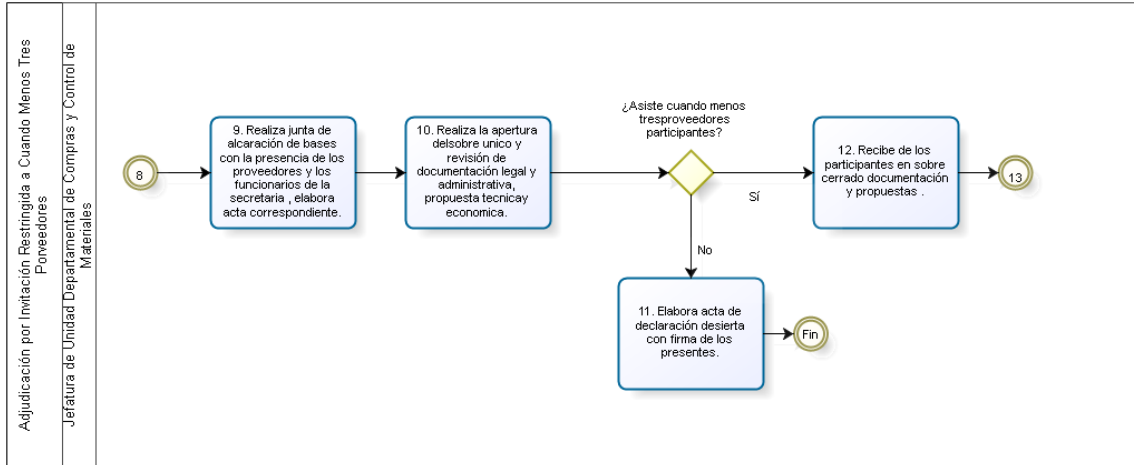 Adjudicación por Invitación Restringida a Cuando Menos Tres
Porveedores
Jefatura de Unidad Departamental de Compras y Control de
Materiales
8
9. Realiza junta de
alcaración de bases
con la presencia de los
proveedores y los
funcionarios de la
secretaria , elabora
acta correspondiente.
10. Realiza la apertura
delsobre unico y
revisión de
documentación legal y
administrativa,
propuesta tecnicay
economica.
¿Asiste cuando menos
tresproveedores
participantes?
Sí
No
12. Recibe de los
participantes en sobre
cerrado documentación
y propuestas .
13
11. Elabora acta de
declaración desierta
con firma de los
presentes.
Fin